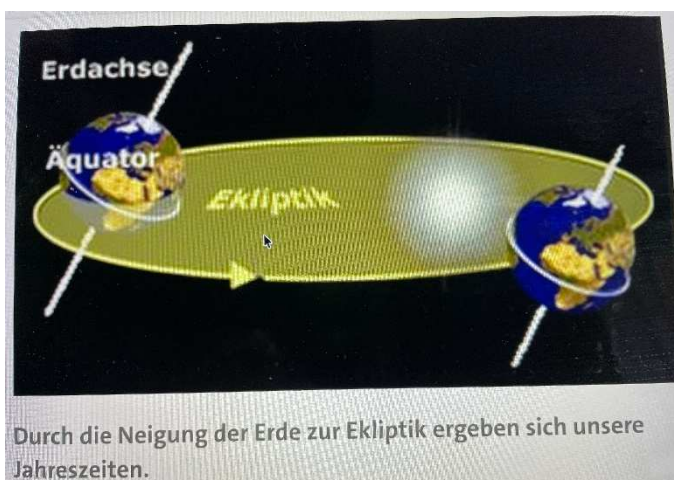 Erdachse
Äquator
Ekliptik
Durch die Neigung der Erde zur Ekliptik ergeben sich unsere
Jahreszeiten.